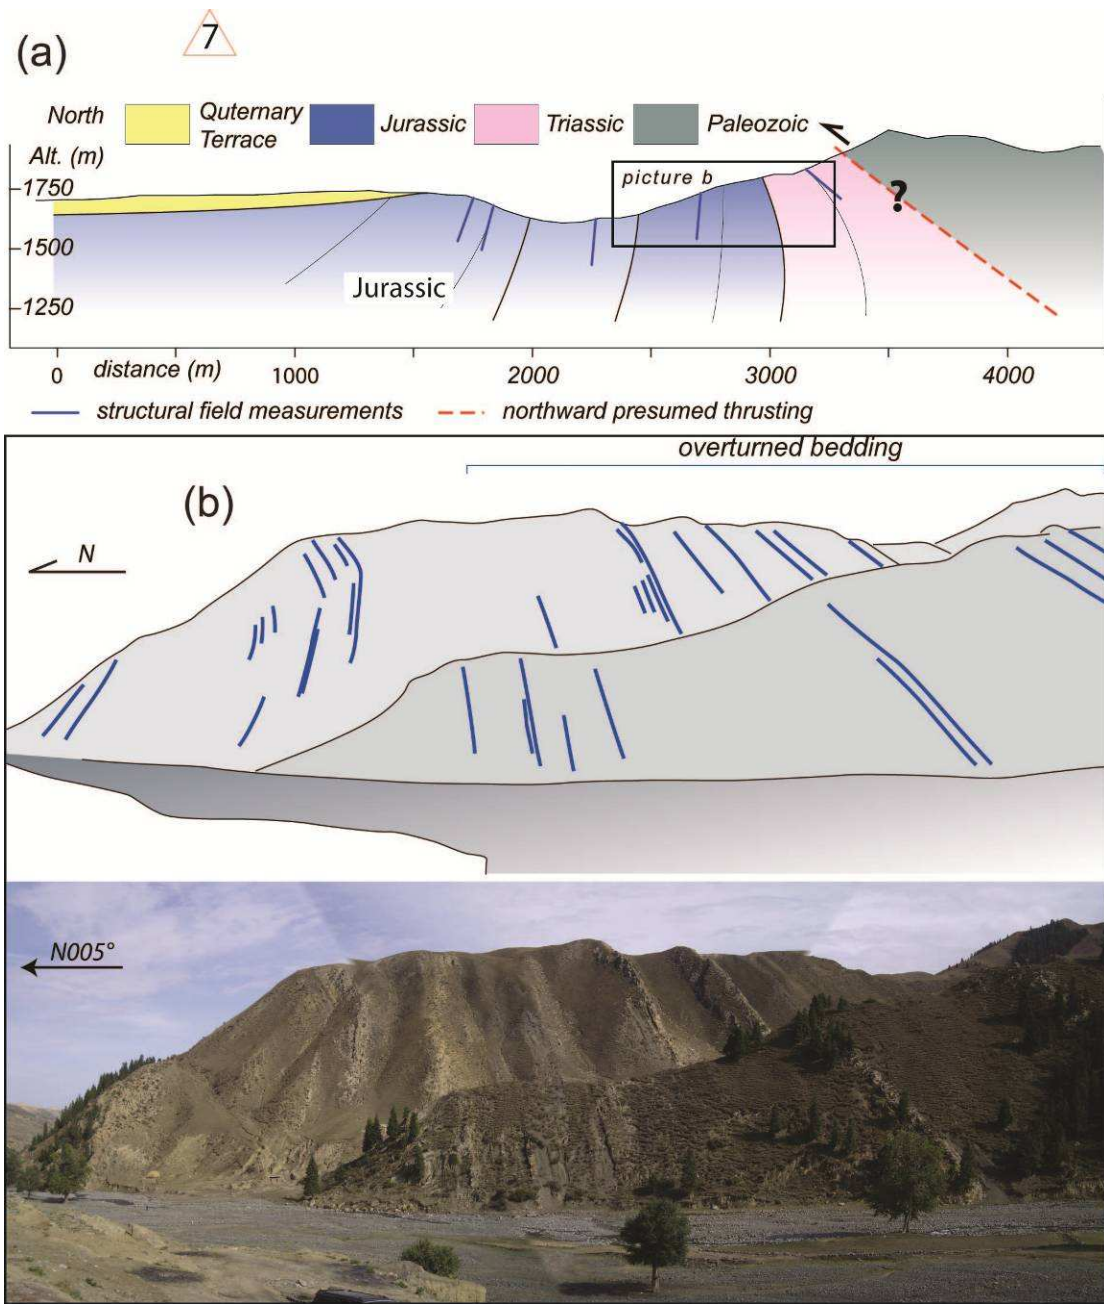 7
(a)
North
Quternary
Terrace
Jurassic
Triassic
Paleozoic
Alt. (m)
1750
1500
1250
picture b
?
Jurassic
0
distance (m)
1000
2000
3000
4000
structural field measurements
northward presumed thrusting
overturned bedding
(b)
N
N005°